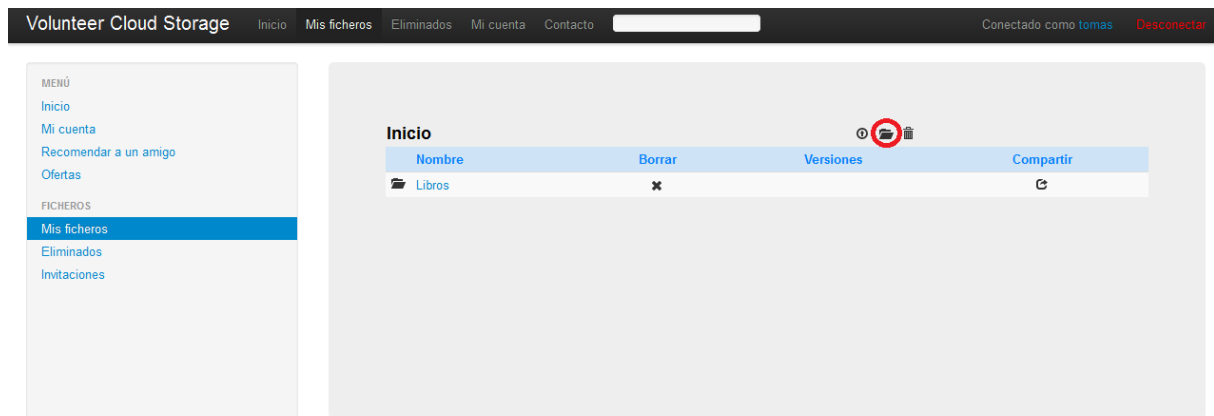 Volunteer Cloud Storage Inicio Mis ficheros Eliminados Mi cuenta Contacto Conectado como tomas Desconectar
MENÚ
Inicio
Mi cuenta
Recomendar a un amigo
Ofertas
FICHEROS
Mis ficheros
Eliminados
Invitaciones
Inicio
Nombre Borrar Versiones Compartir
Libros